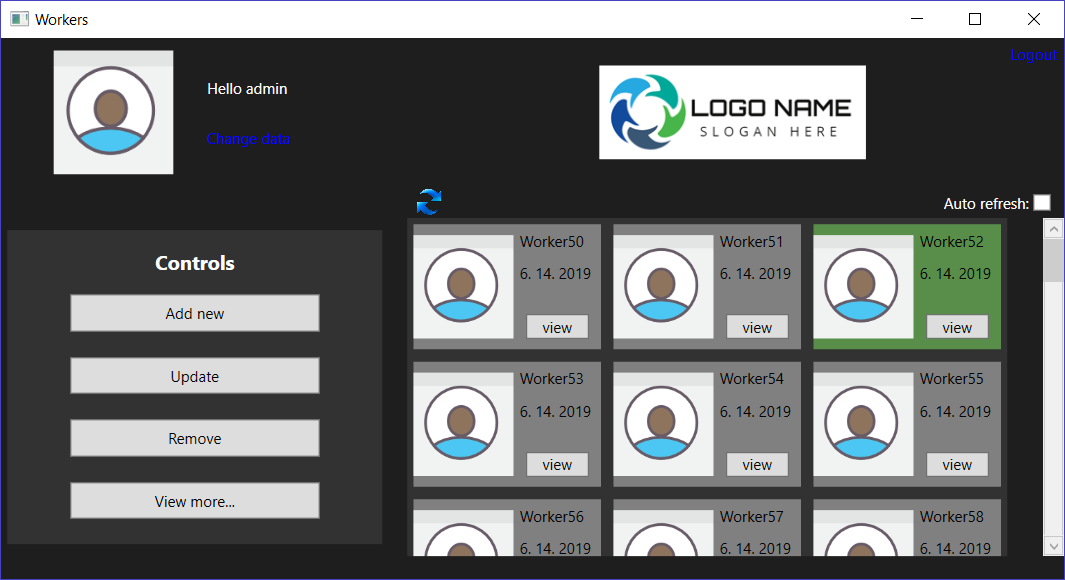 Workers
Logout
Hello admin
Change data
LOGO NAME
SLOGAN HERE
Auto refresh:
Controls
Add new
Update
Remove
View more...
Worker50
6. 14. 2019
view
Worker51
6. 14. 2019
view
Worker52
6. 14. 2019
view
Worker53
6. 14. 2019
view
Worker54
6. 14. 2019
view
Worker55
6. 14. 2019
view
Worker56
6. 14. 2019
Worker57
6. 14. 2019
Worker58
6. 14. 2019